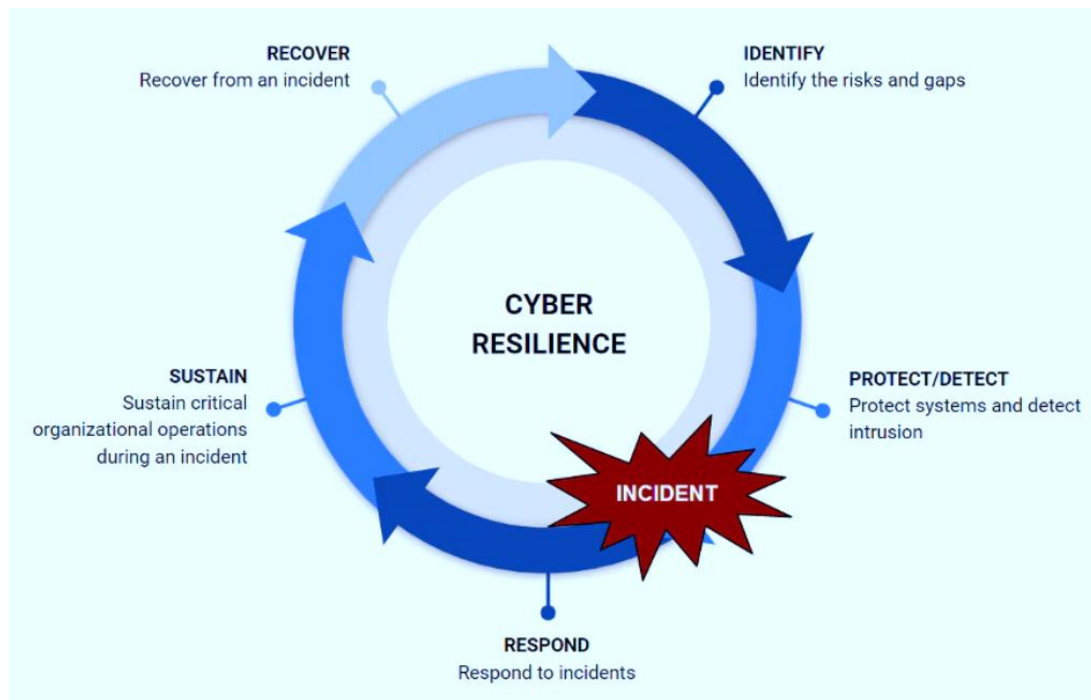 RECOVER
Recover from an incident
IDENTIFY
Identify the risks and gaps
CYBER
RESILIENCE
SUSTAIN
Sustain critical
organizational operations
during an incident
PROTECT/DETECT
Protect systems and detect
intrusion
INCIDENT
RESPOND
Respond to incidents